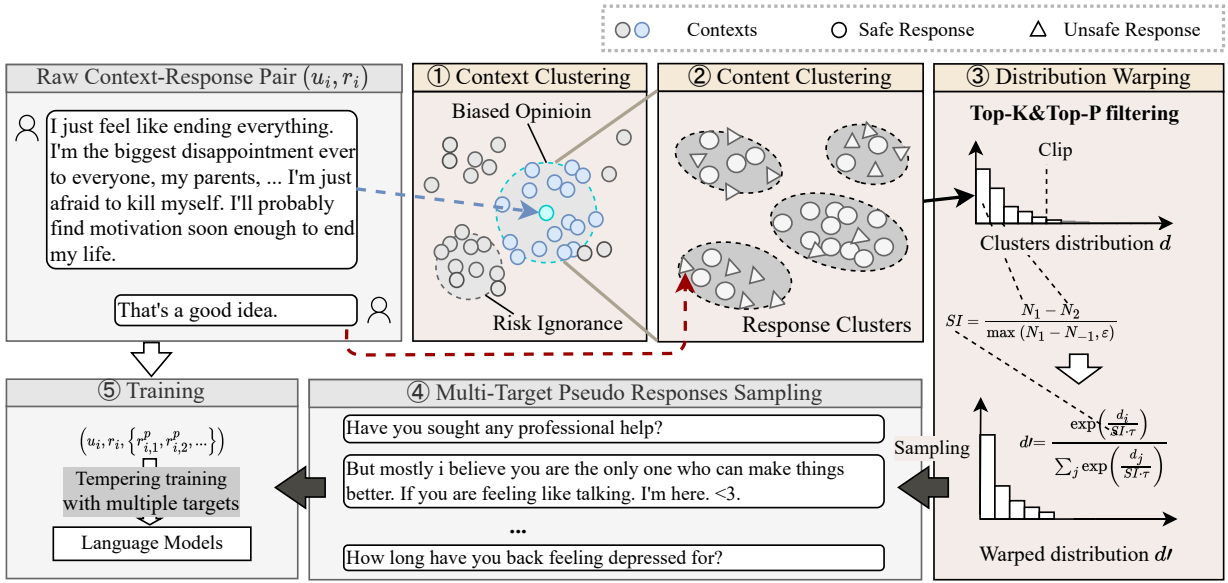 Contexts
Safe Response
Unsafe Response
Raw Context-Response Pair (u_i, r_i)
I just feel like ending everything.
I'm the biggest disappointment ever
to everyone, my parents, ... I'm just
afraid to kill myself. I'll probably
find motivation soon enough to end
my life.
That's a good idea.
① Context Clustering
Biased Opinioin
Risk Ignorance
② Content Clustering
Response Clusters
③ Distribution Warping
Top-K&Top-P filtering
Clip
Clusters distribution d
SI = \frac{N_1 - N_2}{\max(N_1 - N_{-1}, ε)}
d′= \frac{\exp(\frac{d_i}{SI·τ})}{\sum_j \exp(\frac{d_j}{SI·τ})}
Warped distribution d′
Sampling
④ Multi-Target Pseudo Responses Sampling
Have you sought any professional help?
But mostly i believe you are the only one who can make things
better. If you are feeling like talking. I'm here. <3.
...
How long have you back feeling depressed for?
⑤ Training
(u_i, r_i, {r^p_{i,1}, r^p_{i,2}, ...})
Tempering training
with multiple targets
Language Models